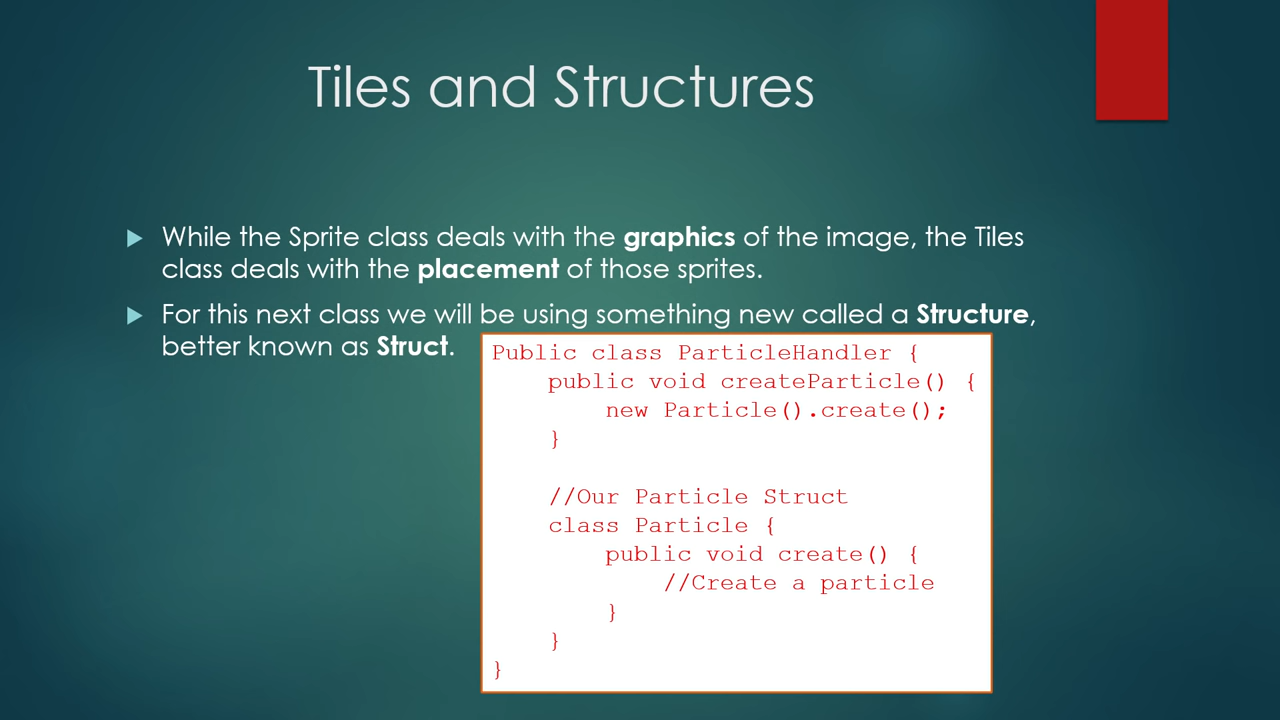 Tiles and Structures
While the Sprite class deals with the graphics of the image, the Tiles
class deals with the placement of those sprites.
For this next class we will be using something new called a Structure,
better known as Struct.
Public class ParticleHandler {
    public void createParticle() {
        new Particle().create();
    }

    //Our Particle Struct
    class Particle {
        public void create() {
            //Create a particle
        }
    }
}